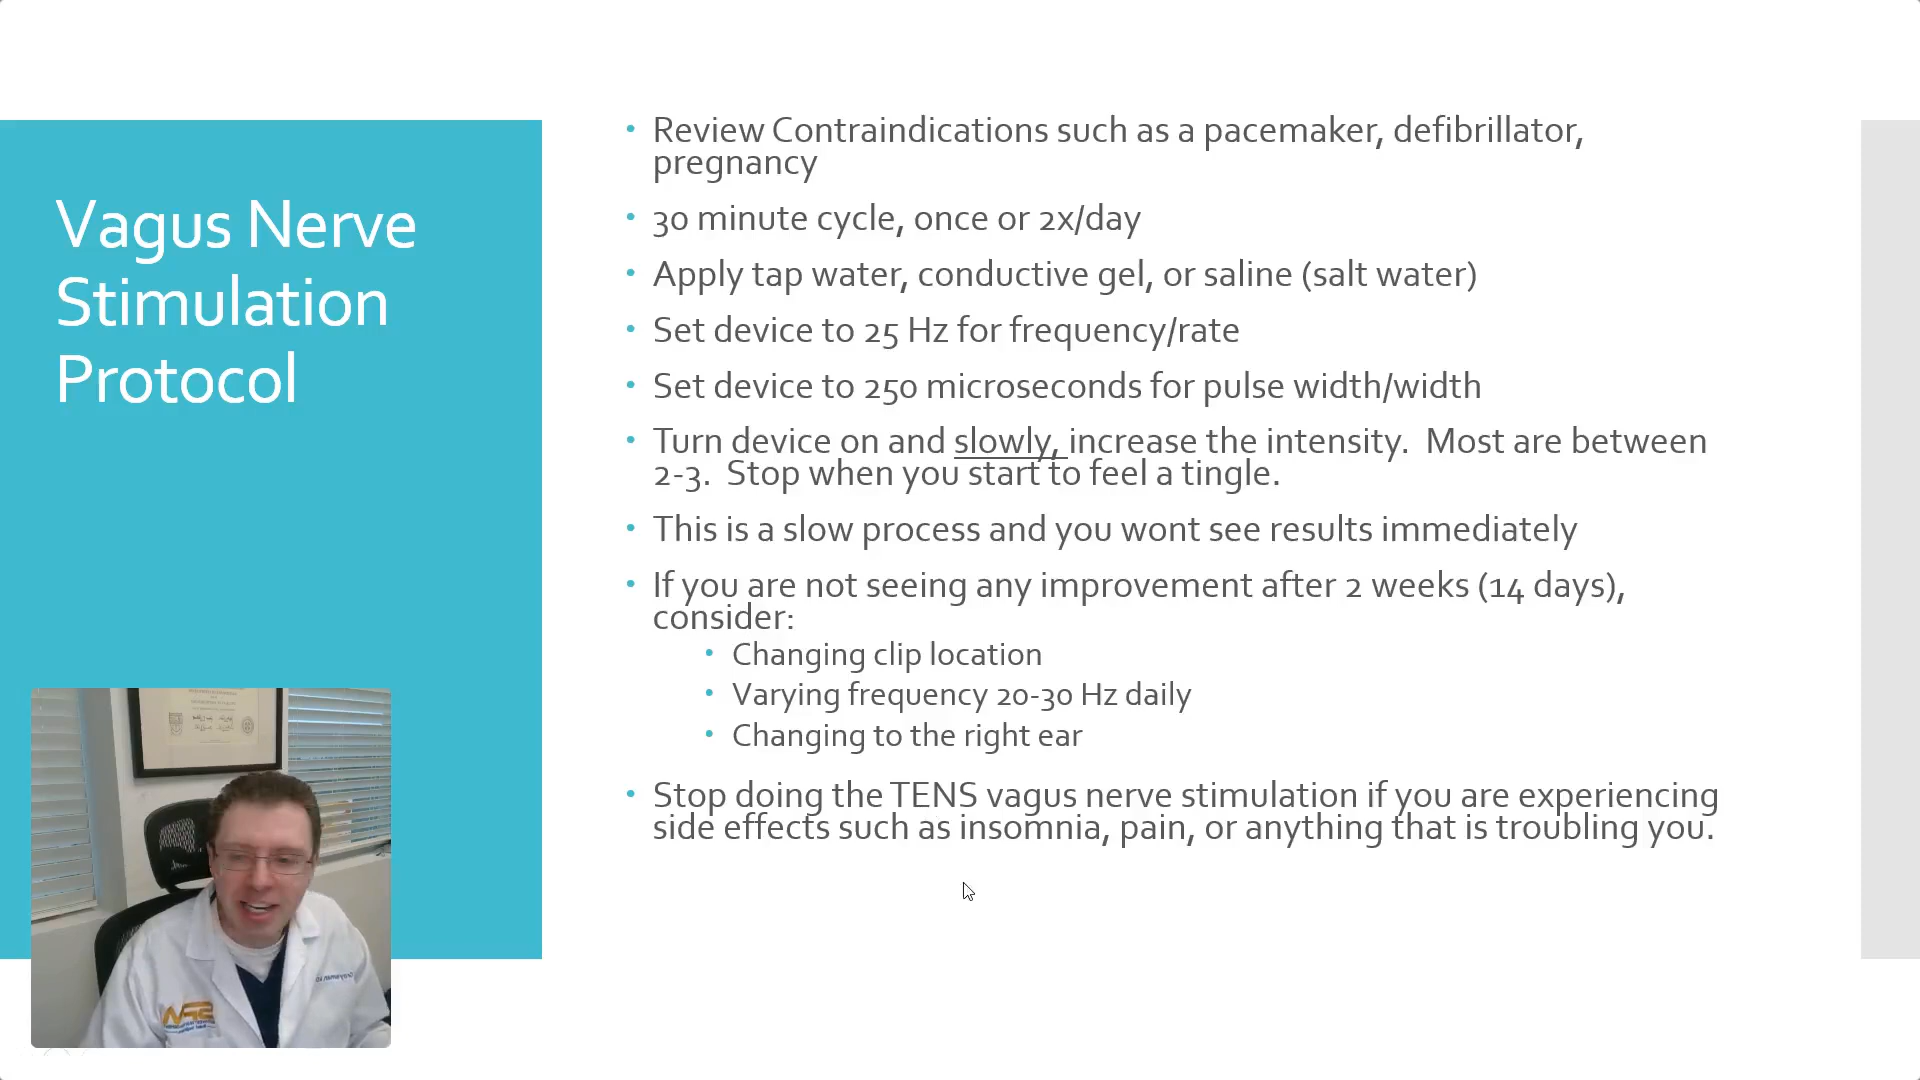 Vagus Nerve
Stimulation
Protocol
Review Contraindications such as a pacemaker, defibrillator,
pregnancy
30 minute cycle, once or 2x/day
Apply tap water, conductive gel, or saline (salt water)
Set device to 25 Hz for frequency/rate
Set device to 250 microseconds for pulse width/width
Turn device on and slowly, increase the intensity.  Most are between
2-3.  Stop when you start to feel a tingle.
This is a slow process and you wont see results immediately
If you are not seeing any improvement after 2 weeks (14 days),
consider:
Changing clip location
Varying frequency 20-30 Hz daily
Changing to the right ear
Stop doing the TENS vagus nerve stimulation if you are experiencing
side effects such as insomnia, pain, or anything that is troubling you.